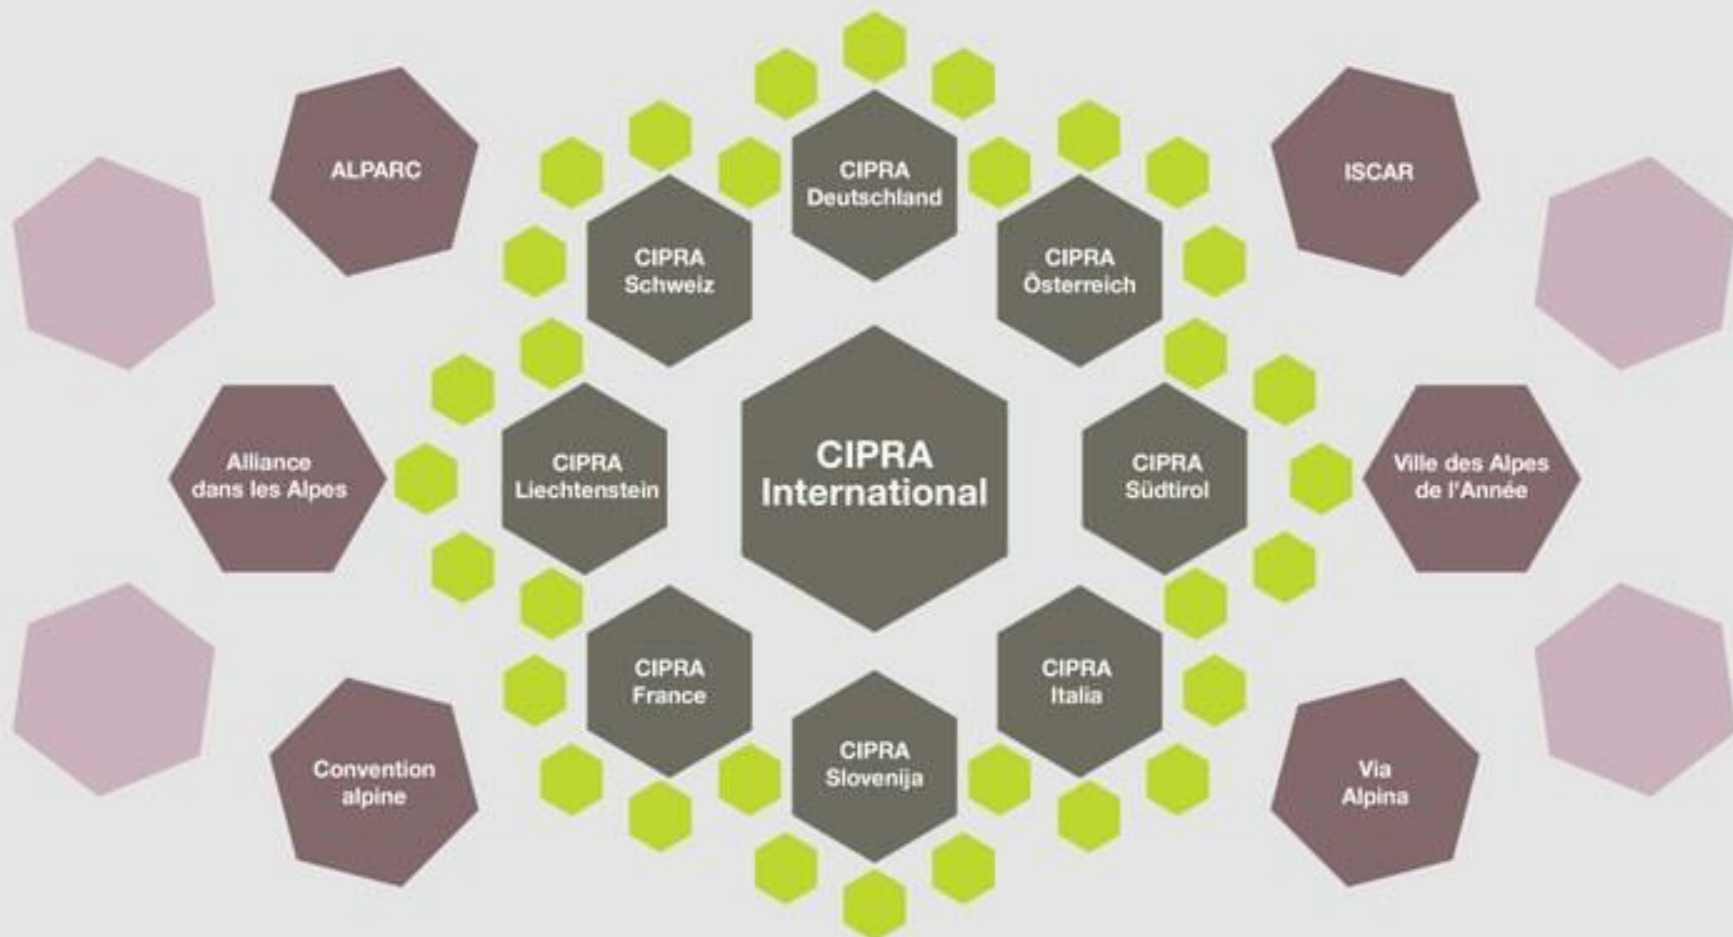 CIPRA
Deutschland
ALPARC
ISCAR
CIPRA
Schweiz
CIPRA
Österreich
CIPRA
International
Alliance
dans les Alpes
CIPRA
Liechtenstein
CIPRA
Südtirol
Ville des Alpes
de l'Année
CIPRA
France
CIPRA
Italia
CIPRA
Slovenija
Convention
alpine
Via
Alpina